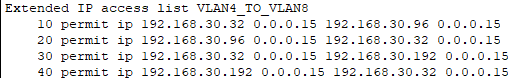 Extended IP access list VLAN4_TO_VLAN8
    10 permit ip 192.168.30.32 0.0.0.15 192.168.30.96 0.0.0.15
    20 permit ip 192.168.30.96 0.0.0.15 192.168.30.32 0.0.0.15
    30 permit ip 192.168.30.32 0.0.0.15 192.168.30.192 0.0.0.15
    40 permit ip 192.168.30.192 0.0.0.15 192.168.30.32 0.0.0.15